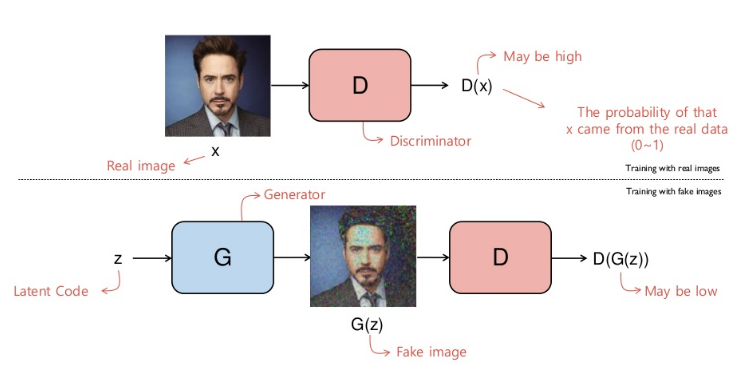 May be high
D
D(x)
The probability of that
x came from the real data
(0~1)
Discriminator
x
Real image
Training with real images
Training with fake images
Generator
z
G
D
D(G(z))
Latent Code
May be low
G(z)
Fake image